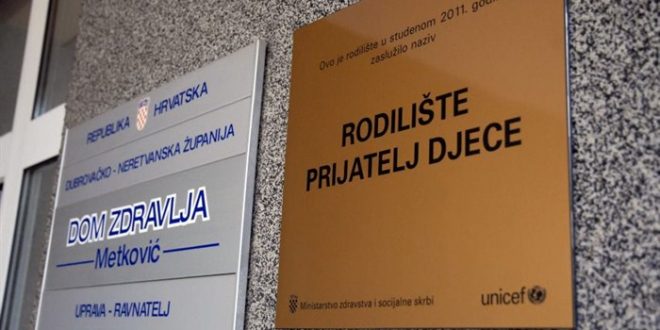 REPUBLIKA HRVATSKA
DUBROVAČKO - NERETVANSKA ŽUPANIJA
DOM ZDRAVLJA
Metković
UPRAVA - RAVNATELJ
Ovo je rodilište u studenom 2011.
zaslužilo naziv
RODILIŠTE
PRIJATELJ DJECE
Ministarstvo zdravstva i socijalne skrbi
unicef